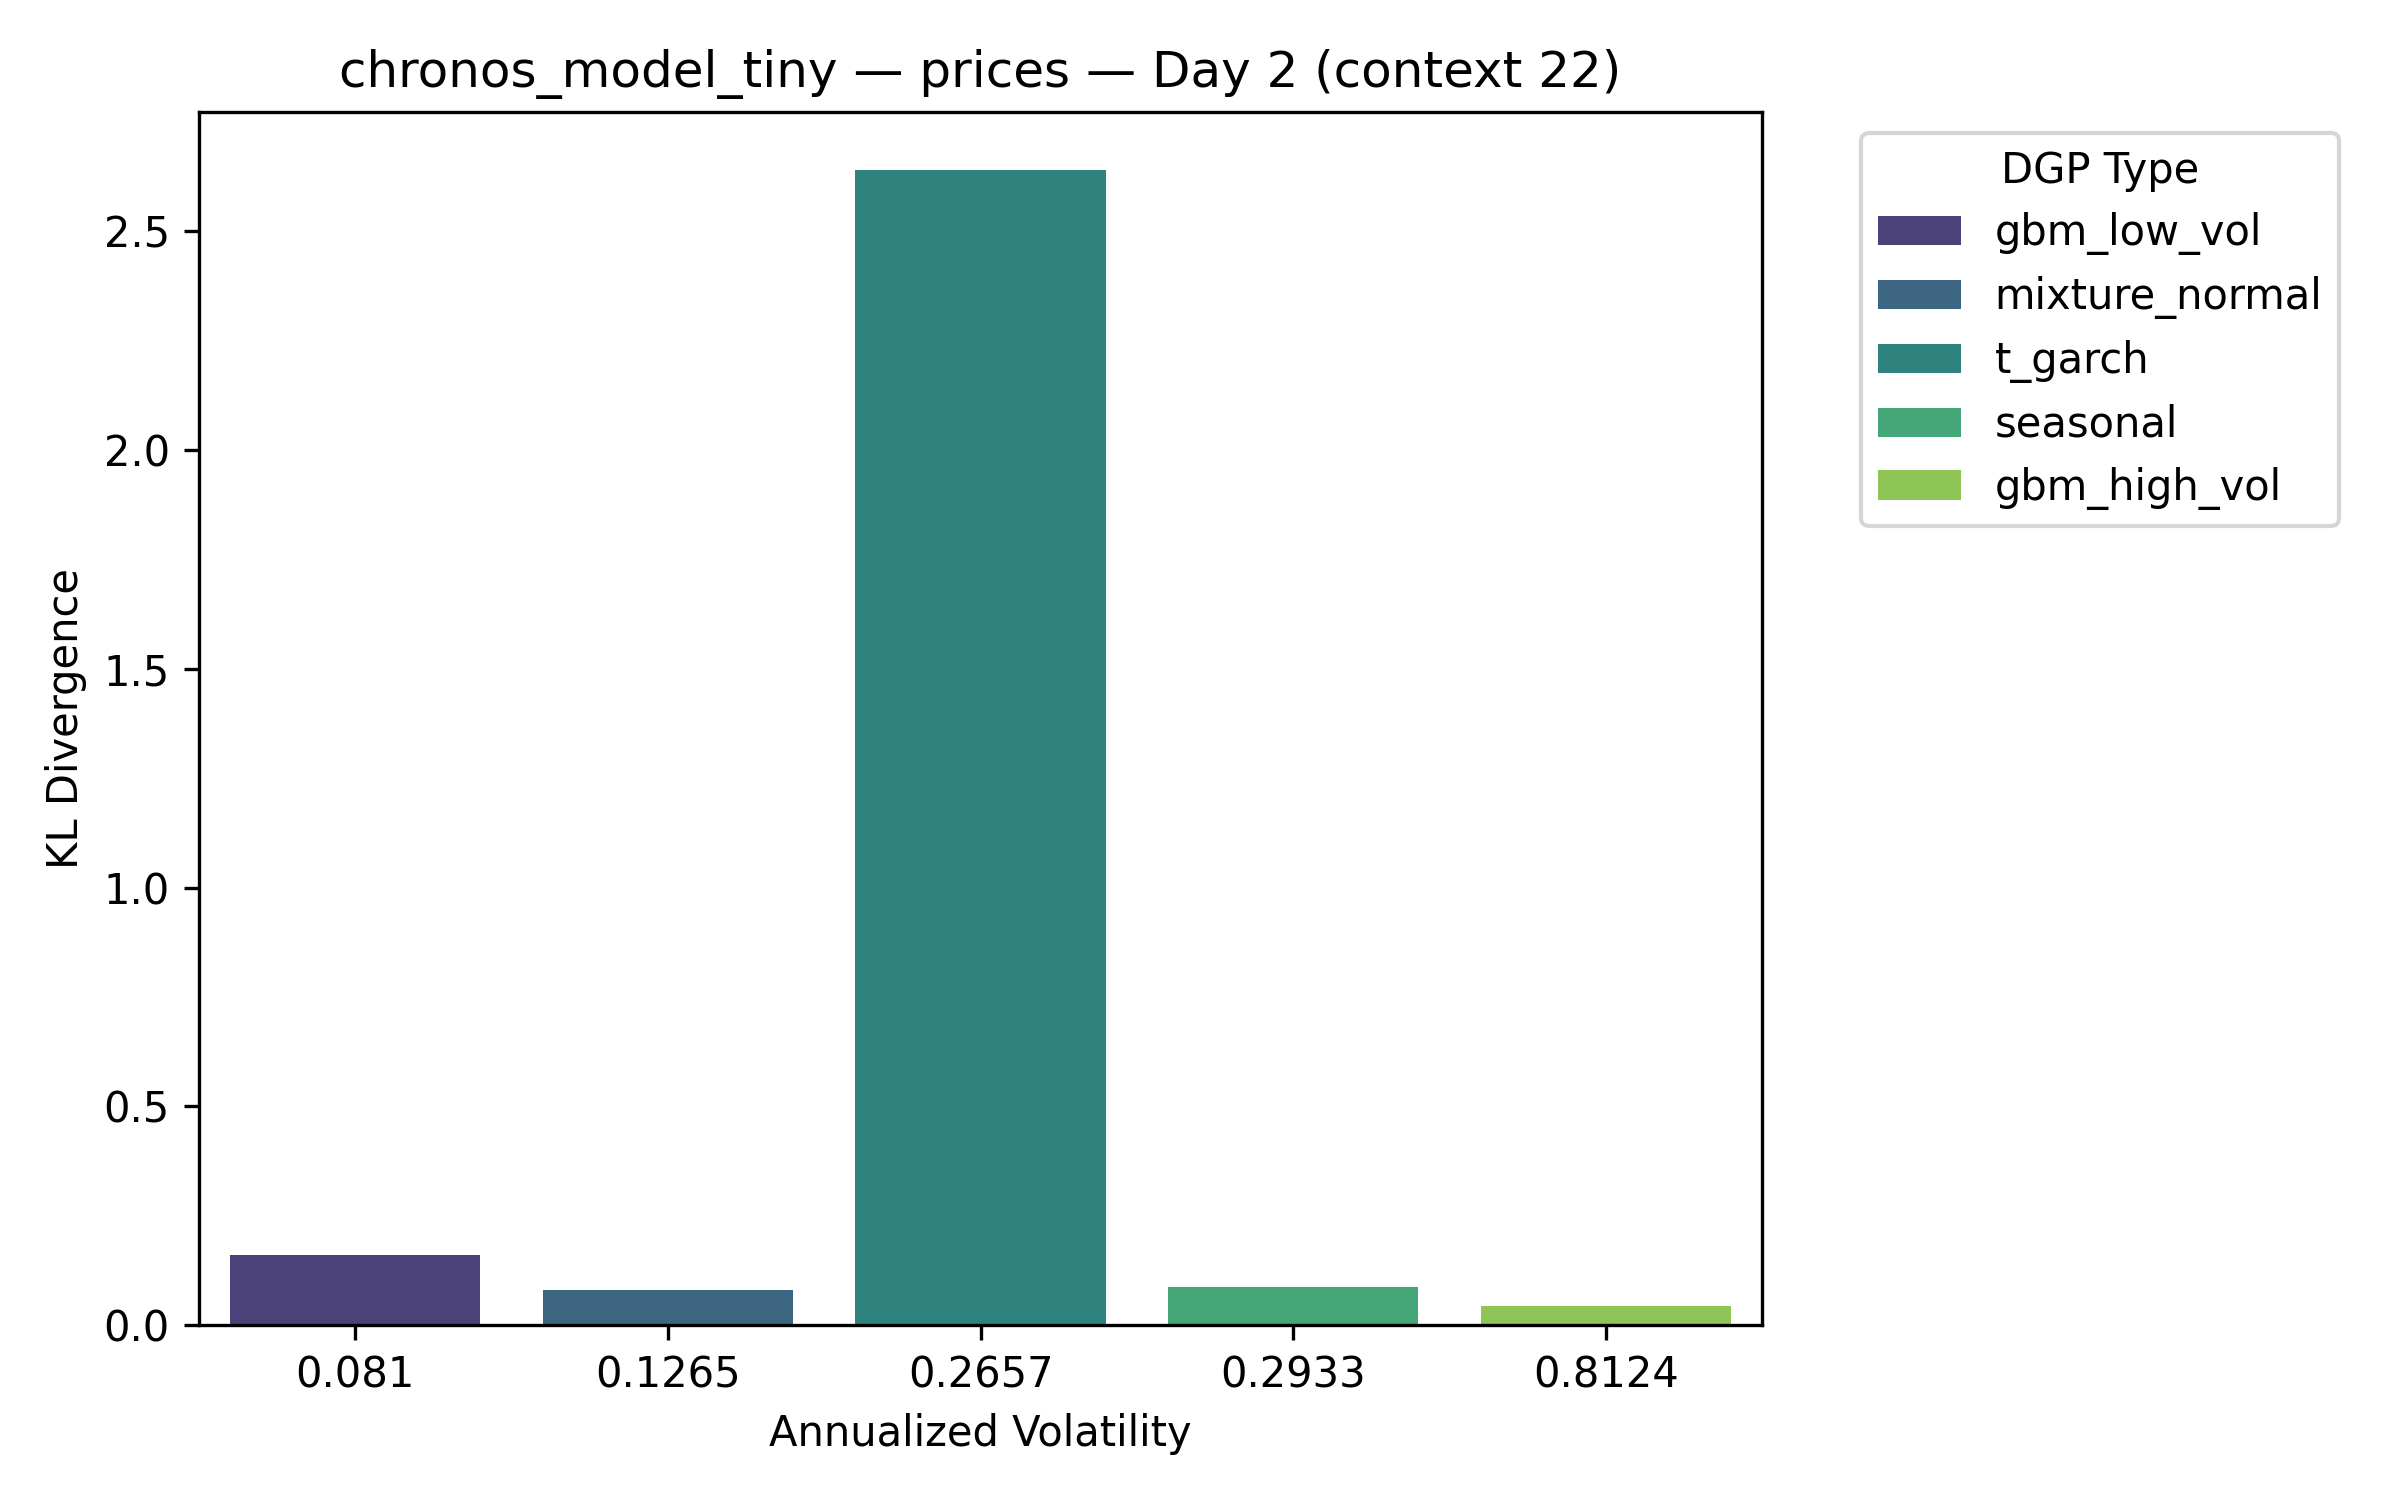 chronos_model_tiny — prices — Day 2 (context 22)
KL Divergence
2.5
2.0
1.5
1.0
0.5
0.0
0.081 0.1265 0.2657 0.2933 0.8124
Annualized Volatility
DGP Type
gbm_low_vol
mixture_normal
t_garch
seasonal
gbm_high_vol